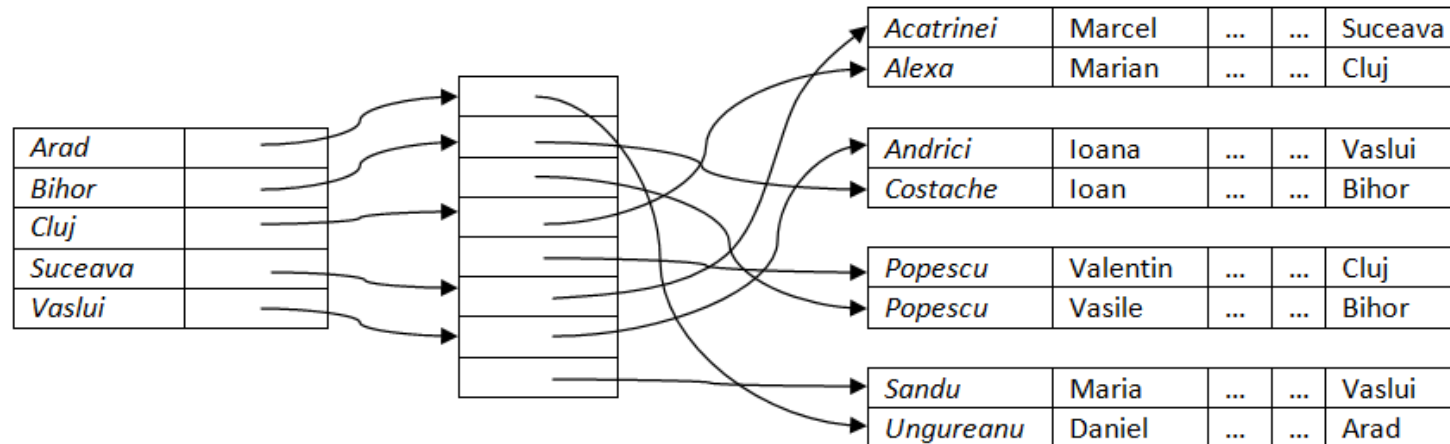 Arad
Bihor
Cluj
Suceava
Vaslui
Acatrinei Marcel ... ... Suceava
Alexa Marian ... ... Cluj
Andrici Ioana ... ... Vaslui
Costache Ioan ... ... Bihor
Popescu Valentin ... ... Cluj
Popescu Vasile ... ... Bihor
Sandu Maria ... ... Vaslui
Ungureanu Daniel ... ... Arad